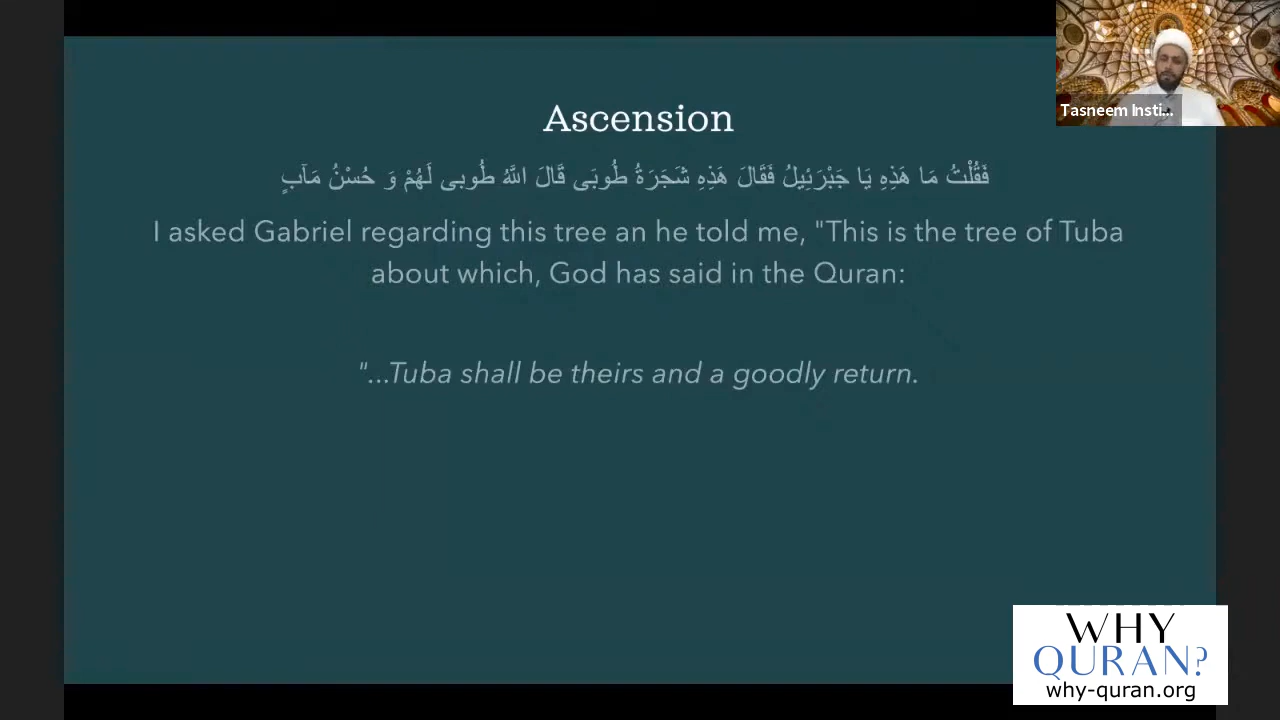 Tasneem Insti...
Ascension
فَقُلْتُ مَا هَذِهِ يَا جَبْرَئِيلُ فَقَالَ هَذِهِ شَجَرَةُ طُوبَى قَالَ اللَّهُ طُوبى لَهُمْ وَ حُسْنُ مَآبٍ
I asked Gabriel regarding this tree an he told me, "This is the tree of Tuba
about which, God has said in the Quran:
"...Tuba shall be theirs and a goodly return.
WHY
QURAN?
why-quran.org